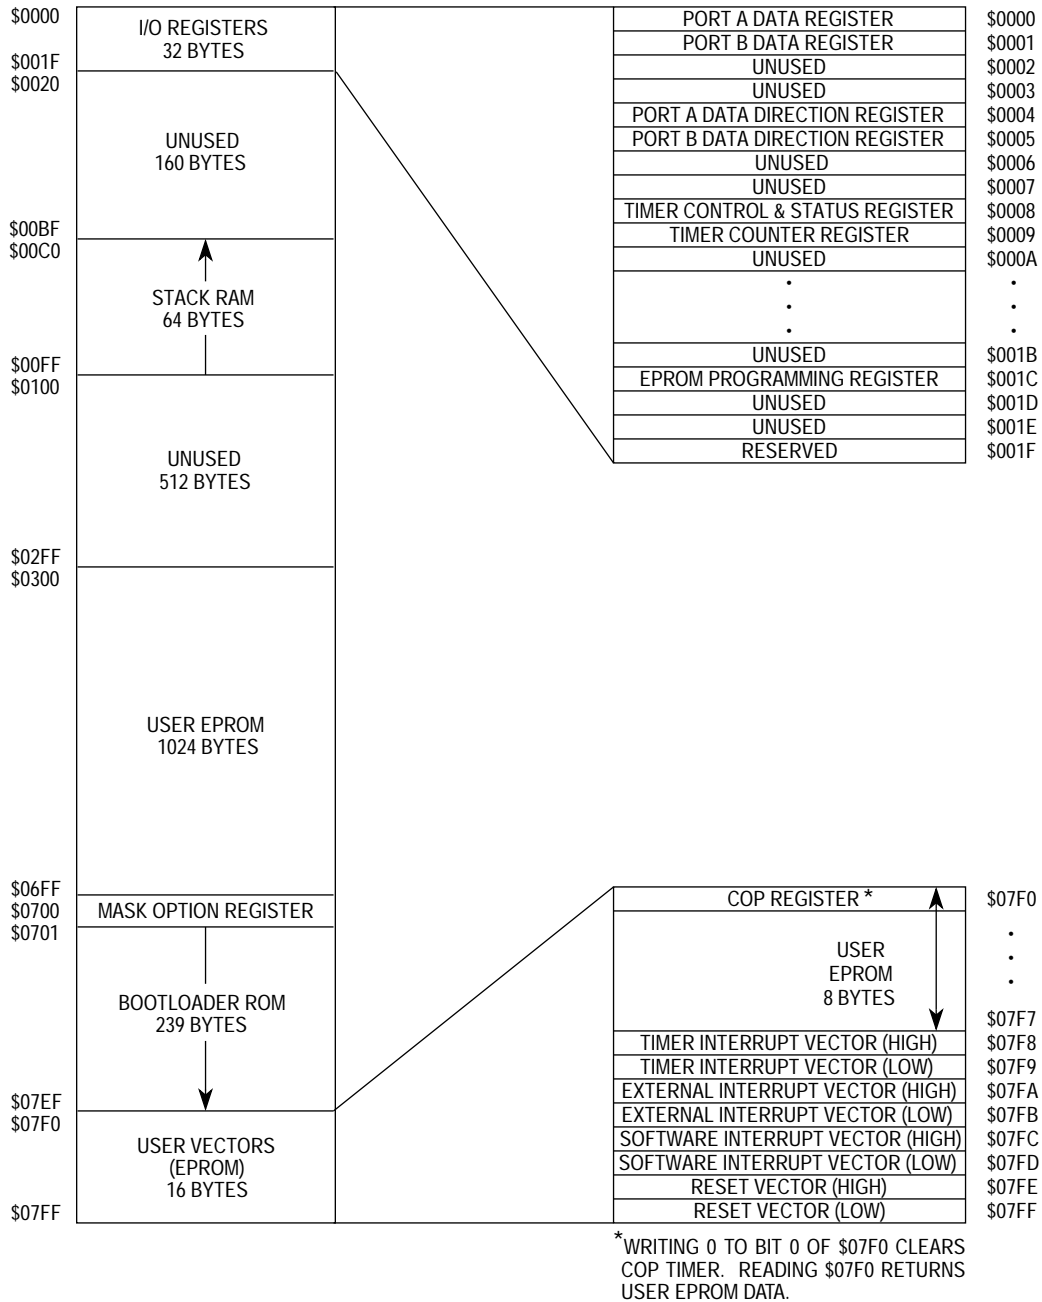 $0000
I/O REGISTERS
32 BYTES
$001F
$0020
UNUSED
160 BYTES
$00BF
$00C0
STACK RAM
64 BYTES
$00FF
$0100
UNUSED
512 BYTES
$02FF
$0300
USER EPROM
1024 BYTES
$06FF
$0700 MASK OPTION REGISTER
$0701
BOOTLOADER ROM
239 BYTES
$07EF
$07F0
USER VECTORS
(EPROM)
16 BYTES
$07FF
PORT A DATA REGISTER $0000
PORT B DATA REGISTER $0001
UNUSED $0002
UNUSED $0003
PORT A DATA DIRECTION REGISTER $0004
PORT B DATA DIRECTION REGISTER $0005
UNUSED $0006
UNUSED $0007
TIMER CONTROL & STATUS REGISTER $0008
TIMER COUNTER REGISTER $0009
UNUSED $000A
• •
• •
• •
UNUSED $001B
EPROM PROGRAMMING REGISTER $001C
UNUSED $001D
UNUSED $001E
RESERVED $001F
COP REGISTER * $07F0
•
USER
•
EPROM
•
8 BYTES
$07F7
TIMER INTERRUPT VECTOR (HIGH) $07F8
TIMER INTERRUPT VECTOR (LOW) $07F9
EXTERNAL INTERRUPT VECTOR (HIGH) $07FA
EXTERNAL INTERRUPT VECTOR (LOW) $07FB
SOFTWARE INTERRUPT VECTOR (HIGH) $07FC
SOFTWARE INTERRUPT VECTOR (LOW) $07FD
RESET VECTOR (HIGH) $07FE
RESET VECTOR (LOW) $07FF
*WRITING 0 TO BIT 0 OF $07F0 CLEARS
COP TIMER. READING $07F0 RETURNS
USER EPROM DATA.